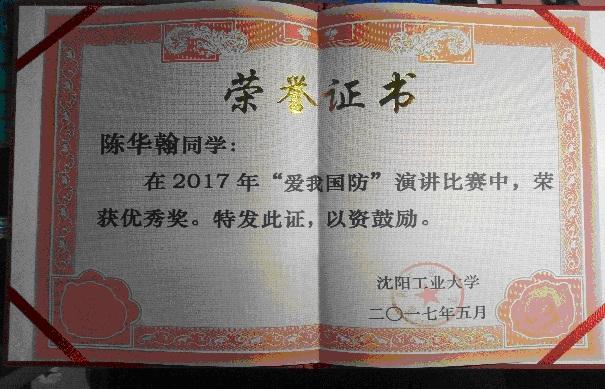 荣誉证书
陈华翰同学：
在2017年“爱我国防”演讲比赛中，荣
获优秀奖。特发此证，以资鼓励。
沈阳工业大学
二〇一七年五月